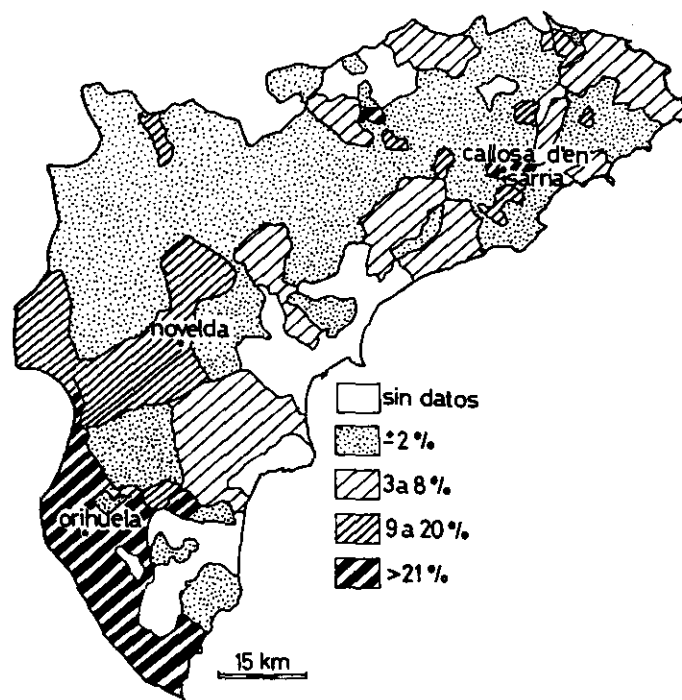 callosa d'en
sarria
novelda
orihuela
sin datos
±2%
3 a 8%
9 a 20%
>21%
15 km